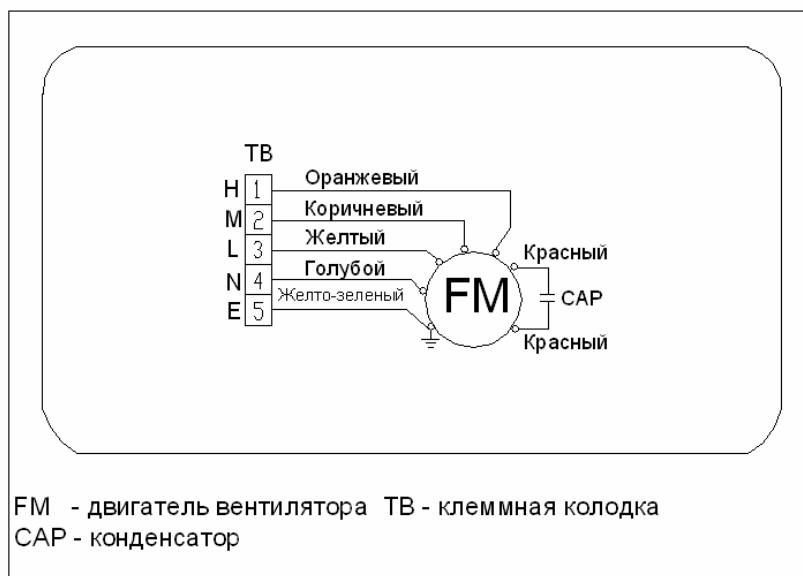 TB
H 1 Оранжевый
M 2 Коричневый
L 3 Желтый
N 4 Голубой
E 5 Желто-зеленый
Красный
FM CAP
Красный
FM - двигатель вентилятора TB - клеммная колодка
CAP - конденсатор